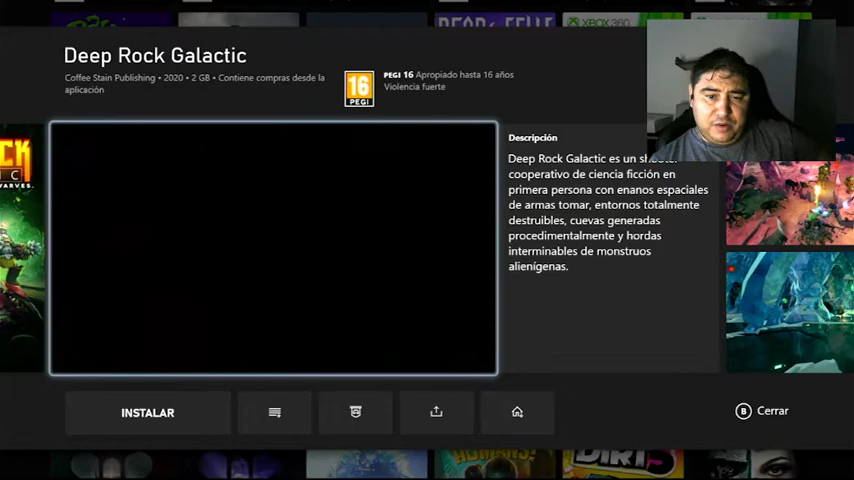 XBOX 360
Deep Rock Galactic
Coffee Stain Publishing • 2020 • 2 GB • Contiene compras desde la
aplicación
16
PEGI
PEGI 16 Apropiado hasta 16 años
Violencia fuerte
Descripción
Deep Rock Galactic es un shooter
cooperativo de ciencia ficción en
primera persona con enanos espaciales
de armas tomar, entornos totalmente
destruibles, cuevas generadas
procedimentalmente y hordas
interminables de monstruos
alienígenas.
INSTALAR
B Cerrar
HUMANS
DIRT 5